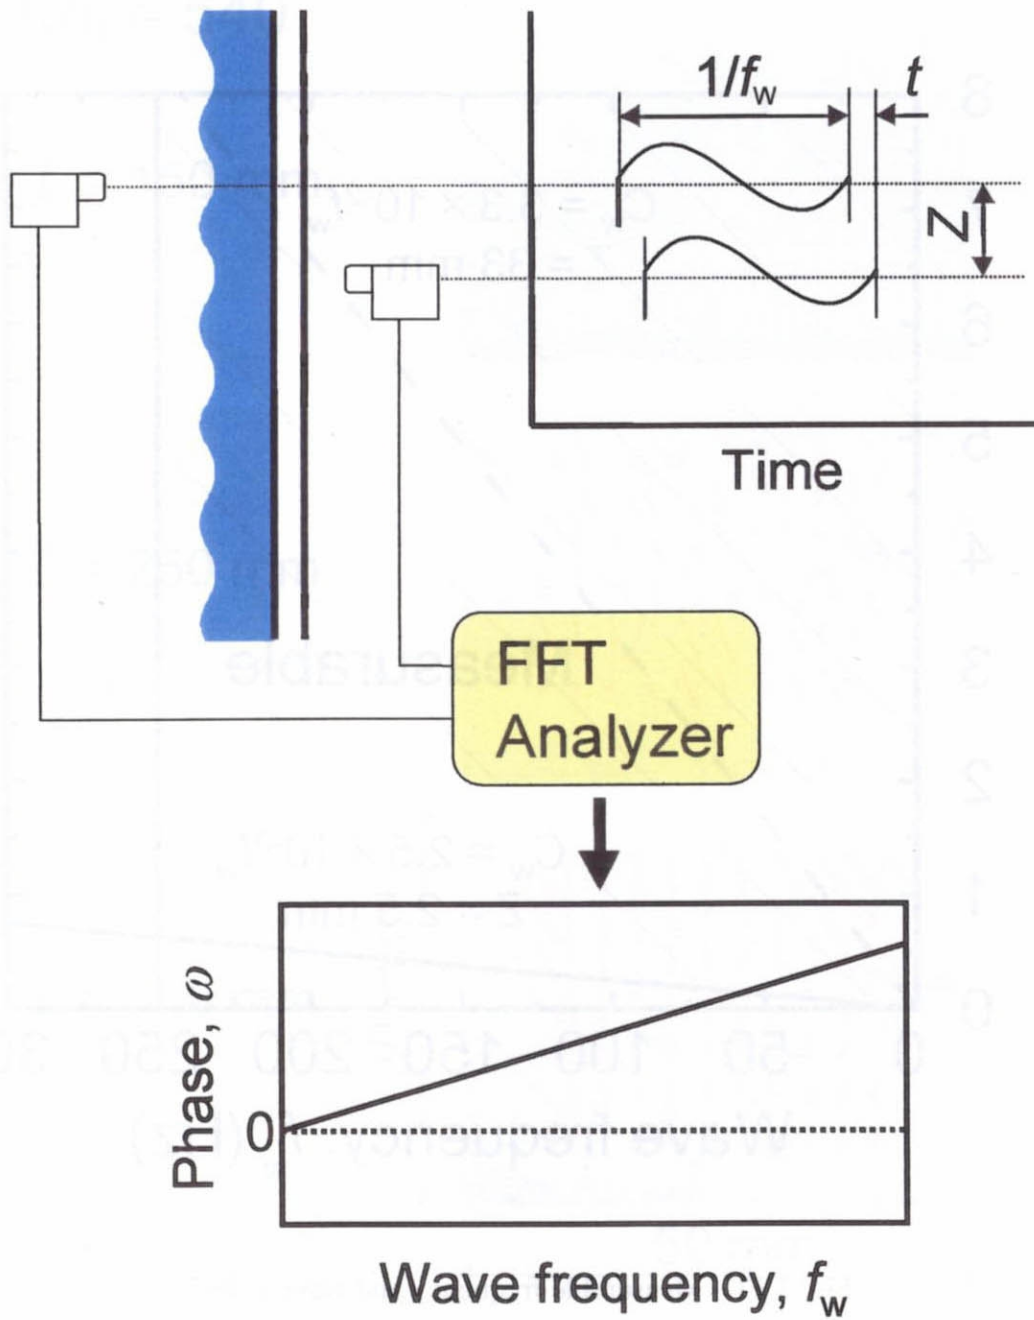 1/fw
t
Z
Time
FFT
Analyzer
Phase, ω
0
Wave frequency, fw